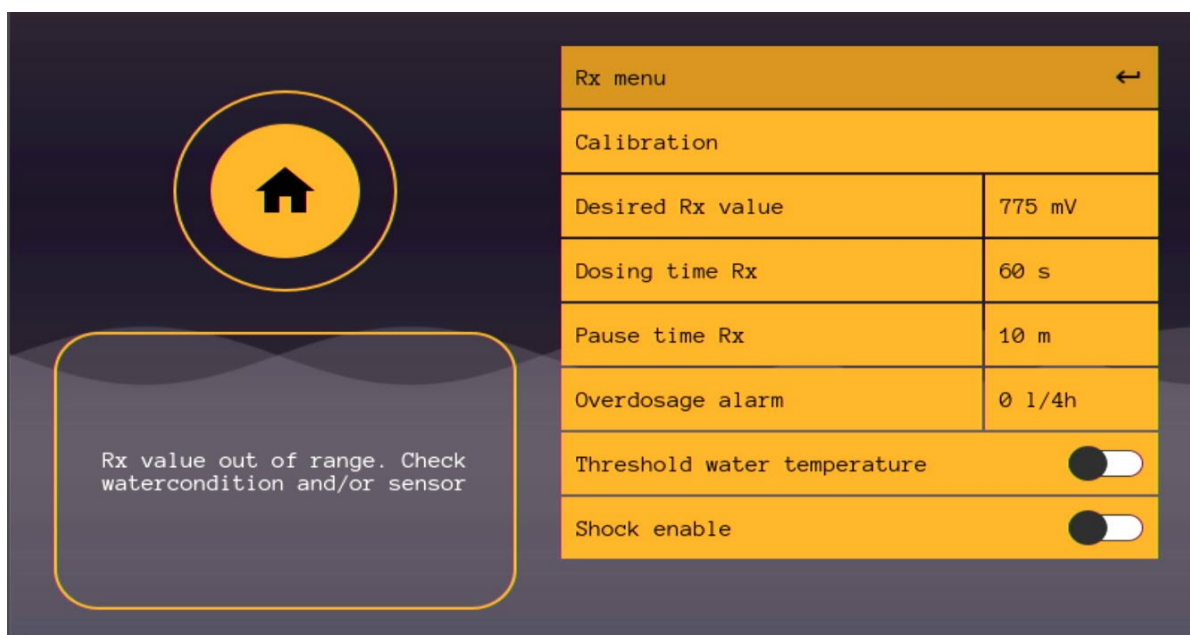 Rx menu
Calibration
Desired Rx value 775 mV
Dosing time Rx 60 s
Pause time Rx 10 m
Overdosage alarm 0 l/4h
Threshold water temperature
Shock enable
Rx value out of range. Check
watercondition and/or sensor